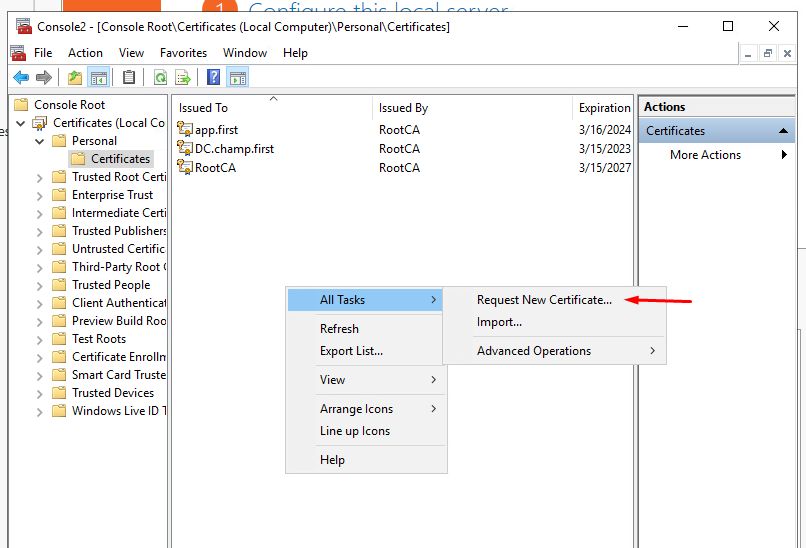 1 Configure this local server
Console2 - [Console Root\Certificates (Local Computer)\Personal\Certificates]
File Action View Favorites Window Help
Console Root
Certificates (Local Co
Personal
Certificates
Trusted Root Certi
Enterprise Trust
Intermediate Certi
Trusted Publishers
Untrusted Certific
Third-Party Root C
Trusted People
Client Authenticat
Preview Build Roo
Test Roots
Certificate Enrollm
Smart Card Truste
Trusted Devices
Windows Live ID T
Issued To Issued By Expiration
app.first RootCA 3/16/2024
DC.champ.first RootCA 3/15/2023
RootCA RootCA 3/15/2027
All Tasks
Refresh
Export List...
View
Arrange Icons
Line up Icons
Help
Request New Certificate...
Import...
Advanced Operations
Actions
Certificates
More Actions